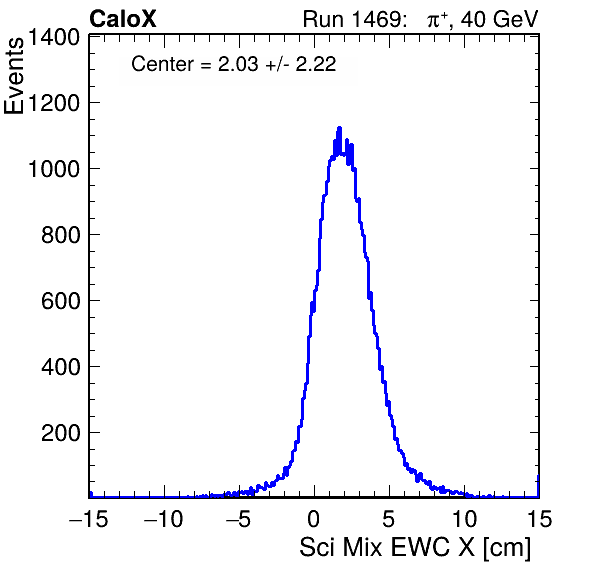 CaloX Run 1469: π⁺, 40 GeV
Center = 2.03 +/- 2.22
Events
1400
1200
1000
800
600
400
200
−15 −10 −5 0 5 10 15
Sci Mix EWC X [cm]